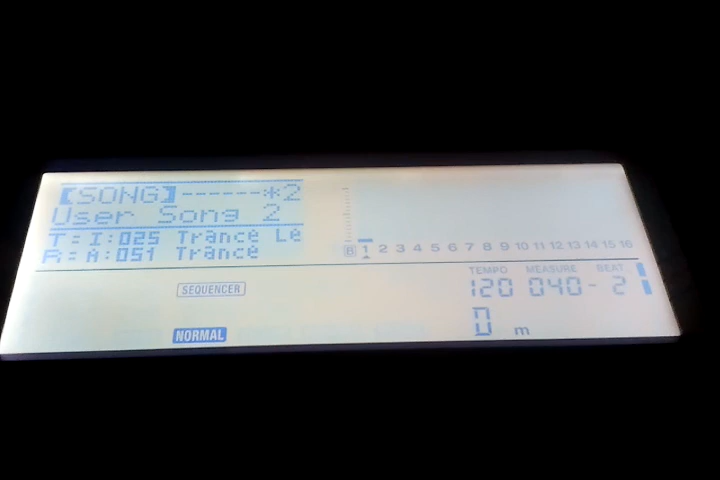 【SONG】------*2
User Song 2
T=I:025 Trance Lé
R=A:051 Trance
B 1 2 3 4 5 6 7 8 9 10 11 12 13 14 15 16
TEMPO MEASURE BEAT
120 040- 2
SEQUENCER
D m
NORMAL